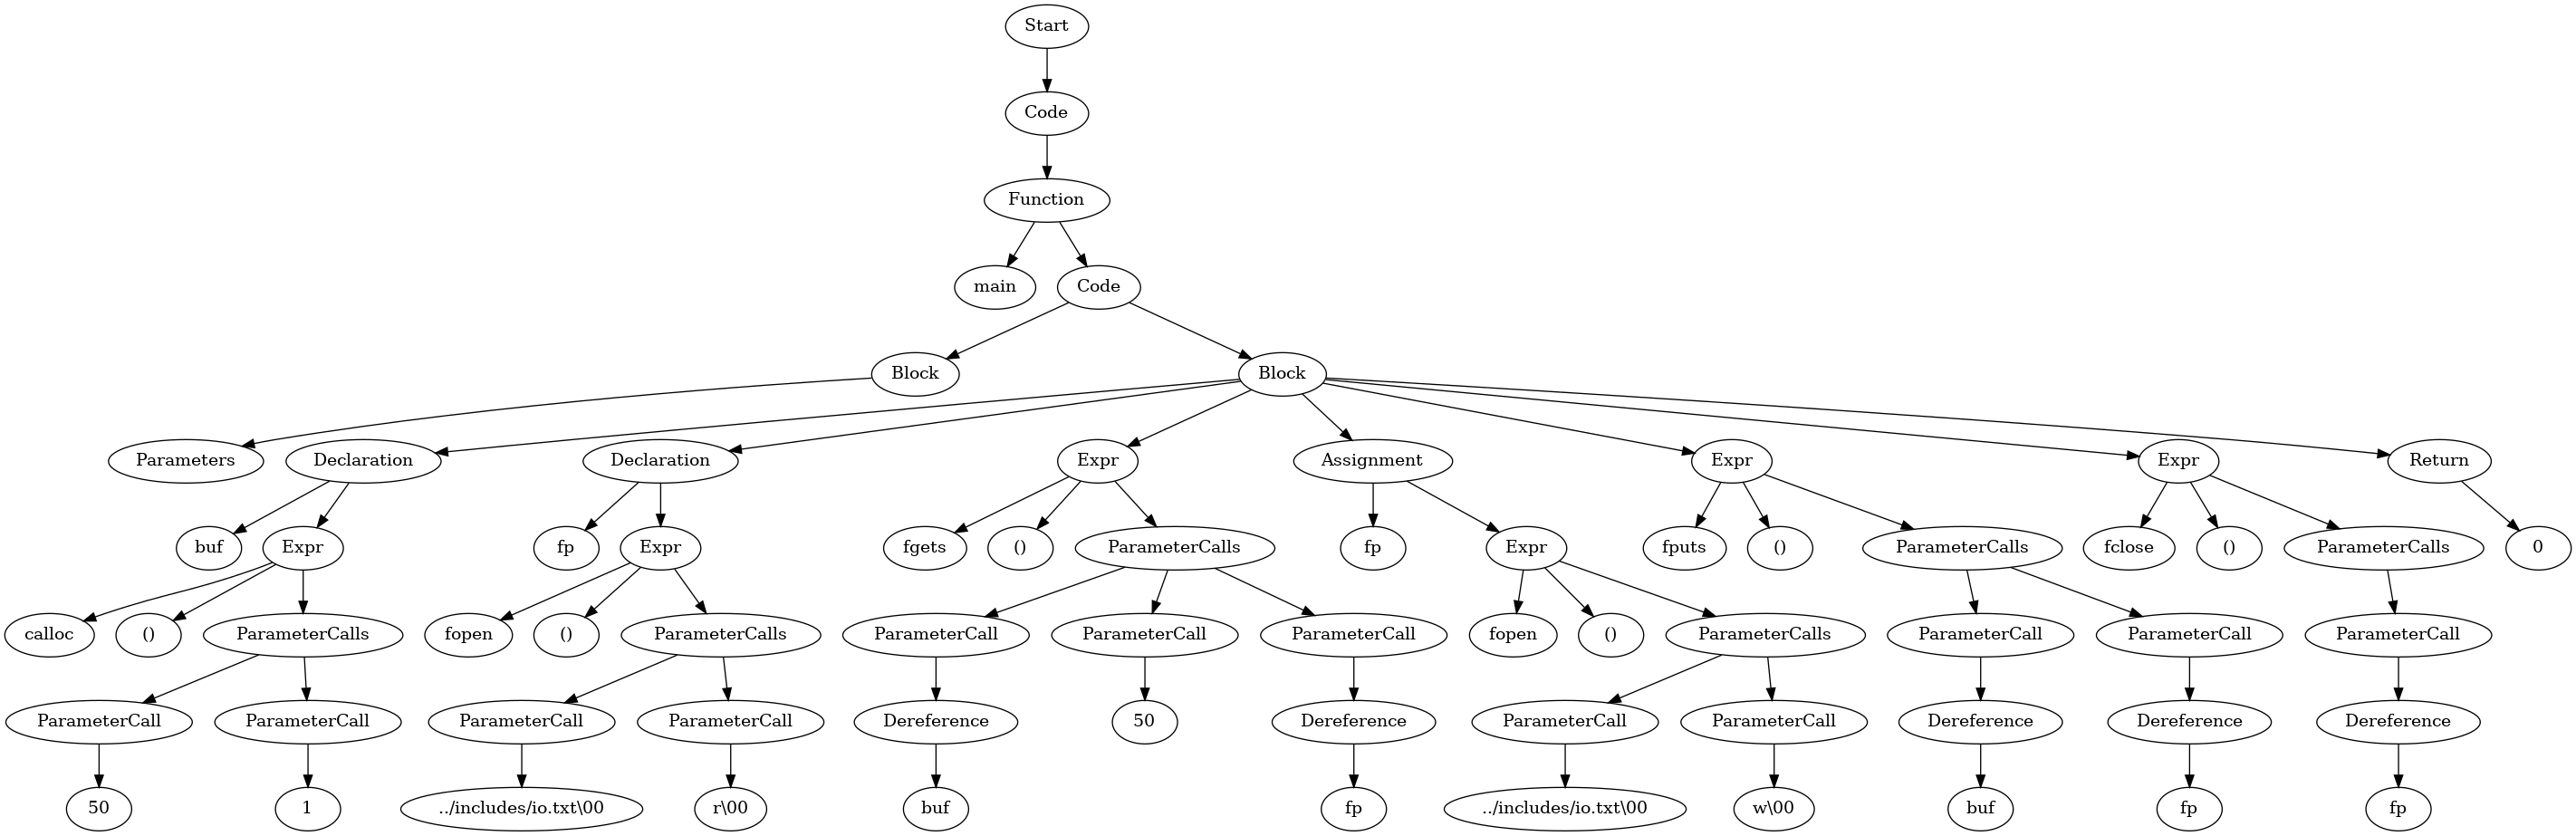 Start
Code
Function
main
Code
Block
Block
Parameters
Declaration
Declaration
Expr
Assignment
Expr
Expr
Return
buf
Expr
fp
Expr
fgets
()
ParameterCalls
fp
Expr
fputs
()
ParameterCalls
fclose
()
ParameterCalls
0
calloc
()
ParameterCalls
fopen
()
ParameterCalls
ParameterCall
ParameterCall
ParameterCall
fopen
()
ParameterCalls
ParameterCall
ParameterCall
ParameterCall
ParameterCall
ParameterCall
ParameterCall
ParameterCall
Dereference
50
Dereference
ParameterCall
ParameterCall
Dereference
Dereference
Dereference
50
1
../includes/io.txt\00
r\00
buf
fp
../includes/io.txt\00
w\00
buf
fp
fp